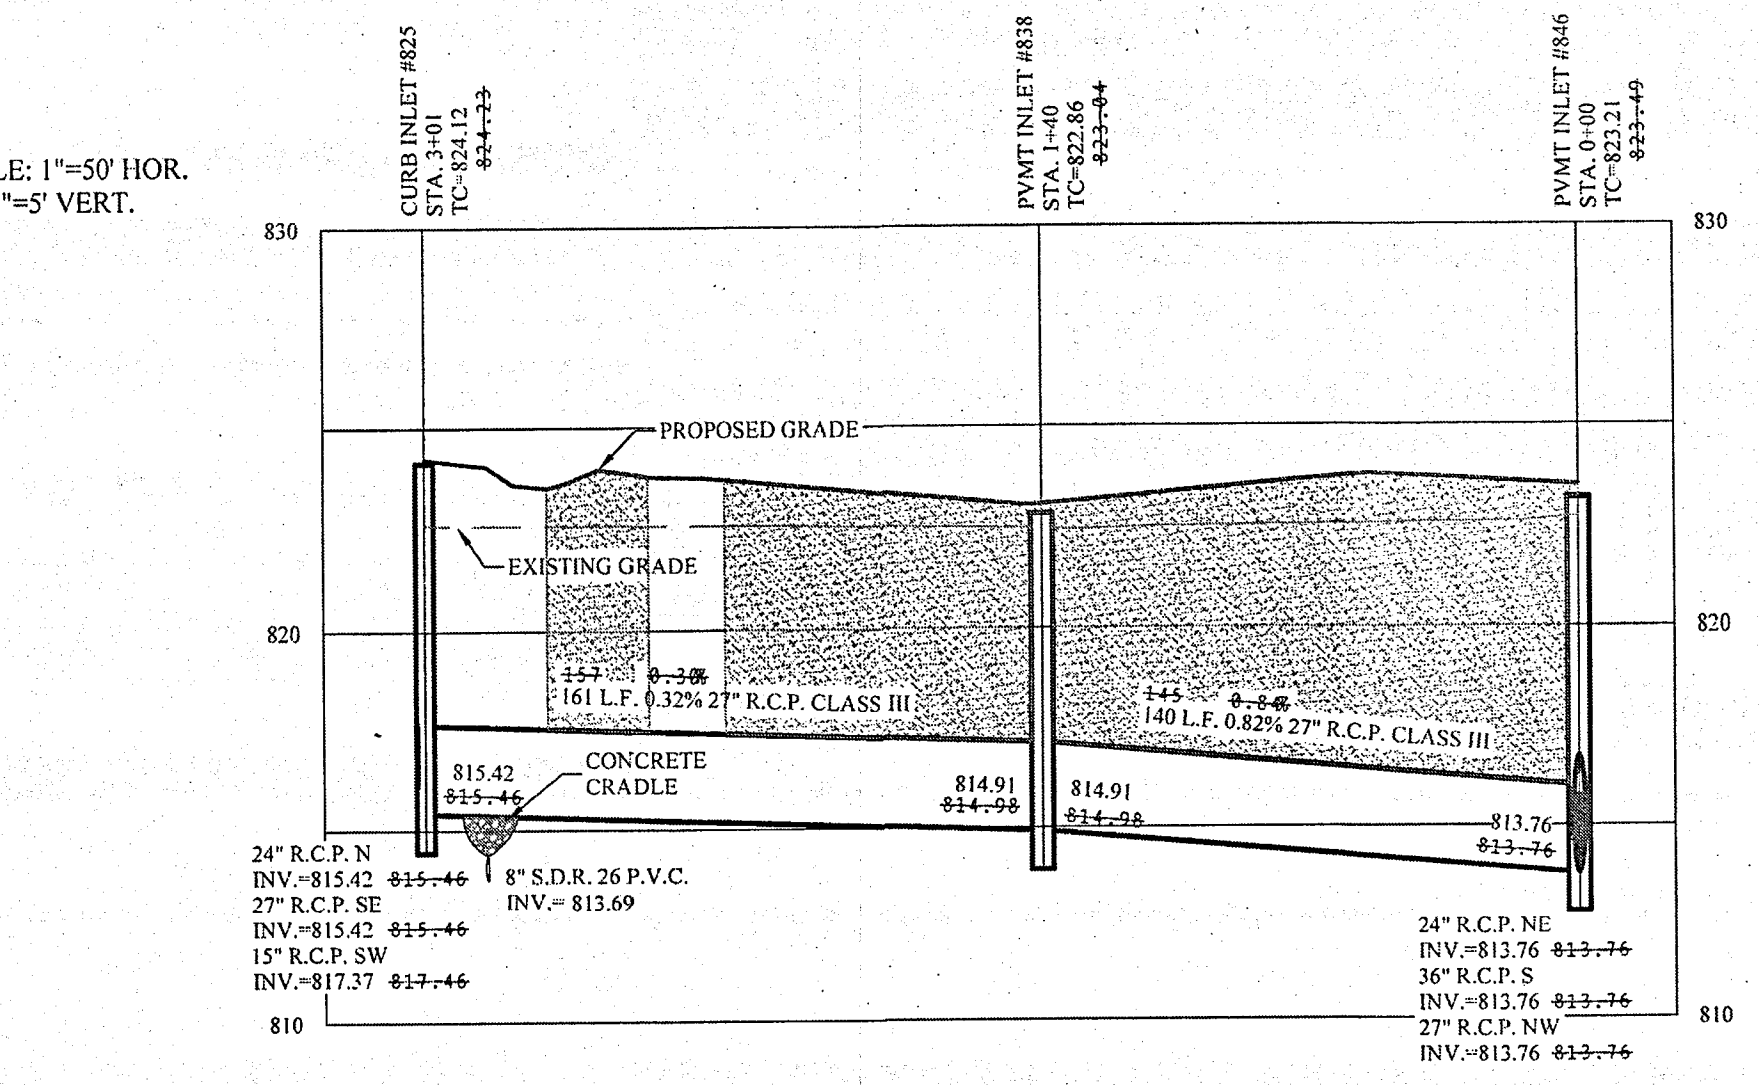 CURB INLET #825
STA. 3+01
TC=824.12
824.23
PVMT INLET #838
STA. 1+40
TC=822.86
823.04
PVMT INLET #846
STA. 0+00
TC=823.21
823.49
LE: 1"=50' HOR.
"=5' VERT.
830
830
PROPOSED GRADE
EXISTING GRADE
820
820
157 0.30%
161 L.F. 0.32% 27" R.C.P. CLASS III
145 0.84%
140 L.F. 0.82% 27" R.C.P. CLASS III
CONCRETE
CRADLE
815.42
815.46
814.91
814.98
814.91
814.98
813.76
813.76
24" R.C.P. N
INV.=815.42 815.46
27" R.C.P. SE
INV.=815.42 815.46
15" R.C.P. SW
INV.=817.37 817.46
8" S.D.R. 26 P.V.C.
INV.= 813.69
24" R.C.P. NE
INV.=813.76 813.76
36" R.C.P. S
INV.=813.76 813.76
27" R.C.P. NW
INV.=813.76 813.76
810
810